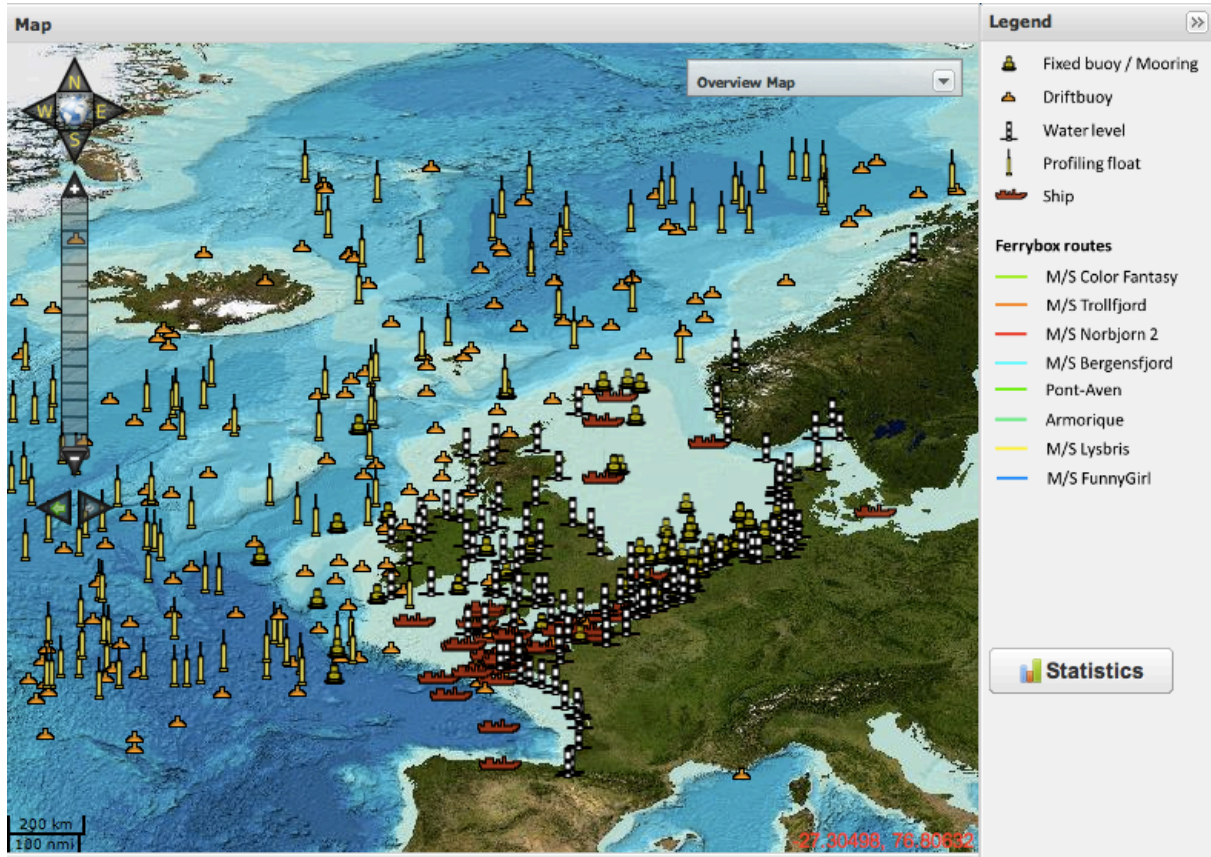 Map
Legend
N
W
E
S
Overview Map
Fixed buoy / Mooring
Driftbuoy
Water level
Profiling float
Ship
Ferrybox routes
M/S Color Fantasy
M/S Trollfjord
M/S Norbjorn 2
M/S Bergensfjord
Pont-Aven
Armorique
M/S Lysbris
M/S FunnyGirl
Statistics
200 km
100 nmi
-27.30498, 76.80632